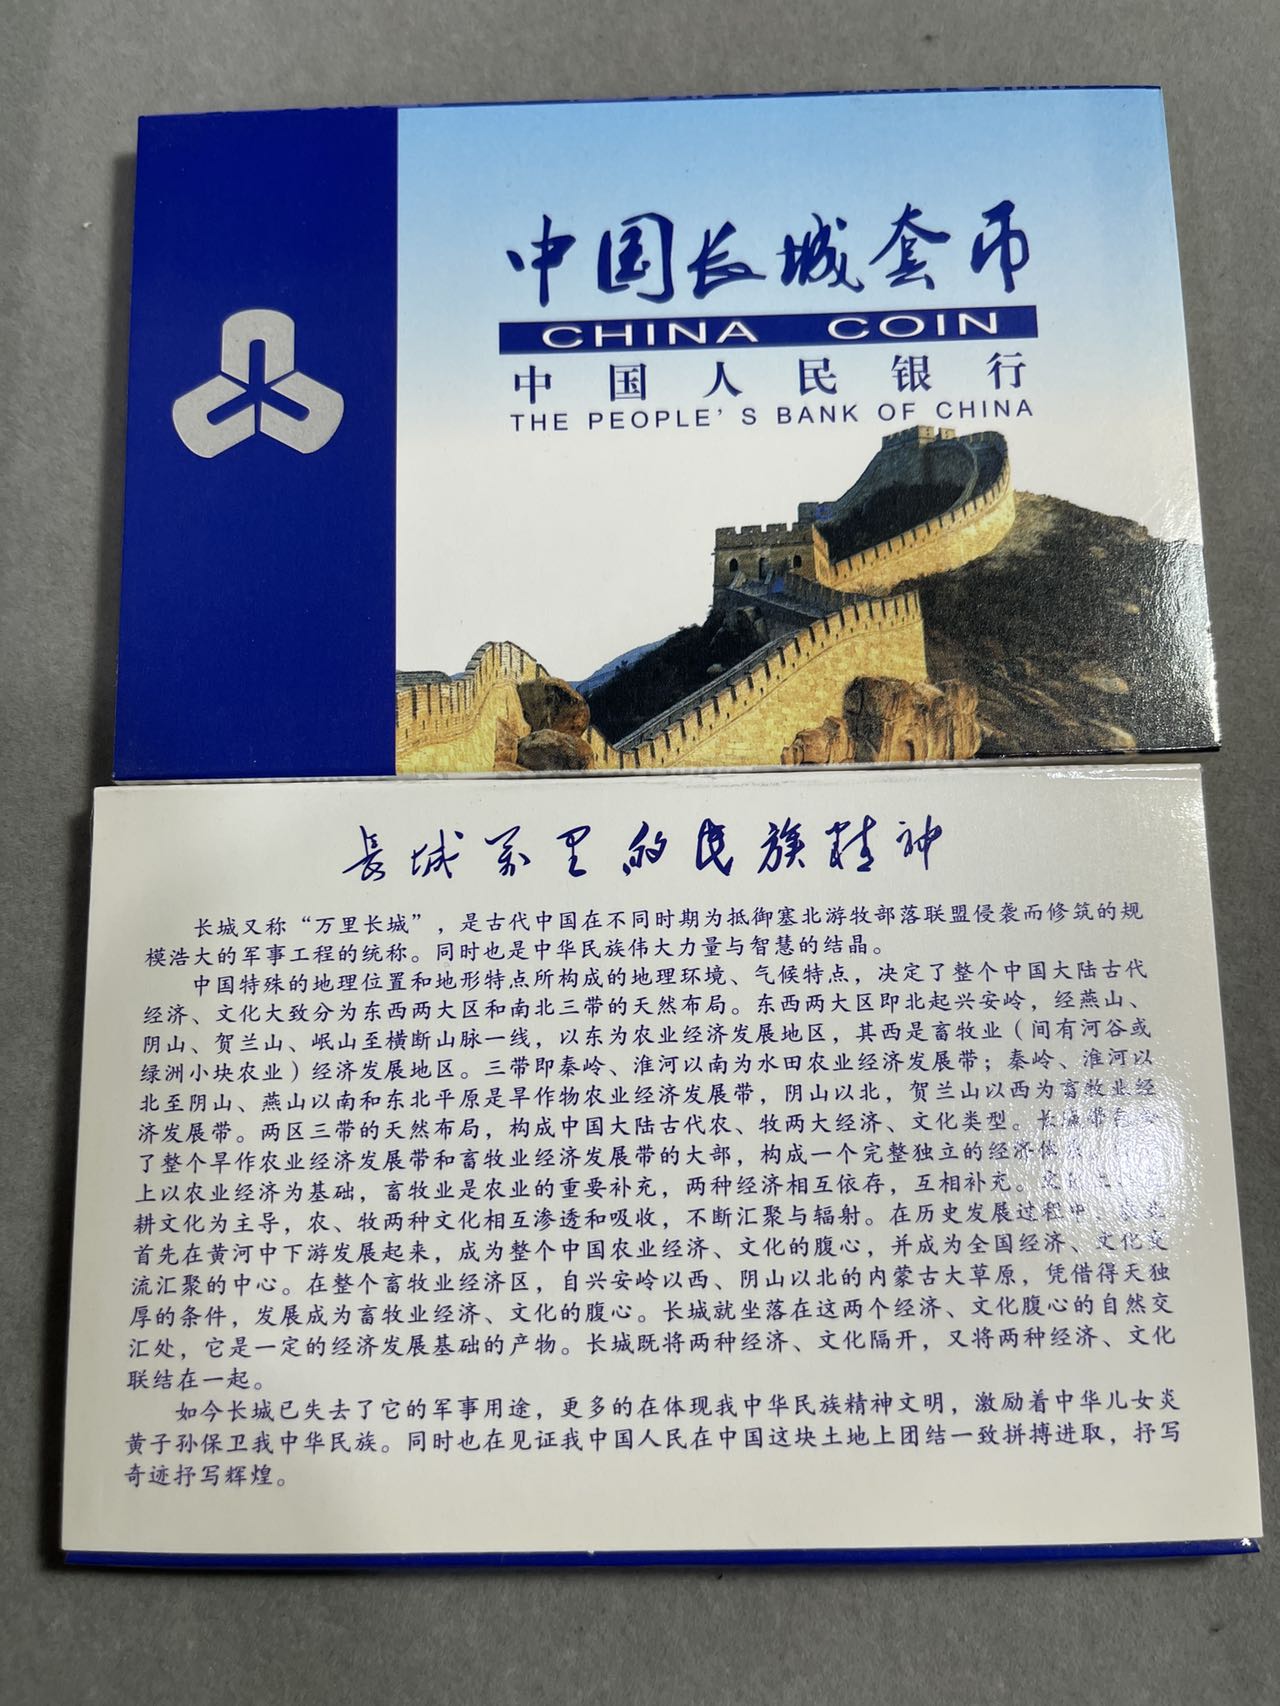 中国长城套币
CHINA COIN
中国人民银行
THE PEOPLE'S BANK OF CHINA
長城万里的民族精神
长城又称“万里长城”，是古代中国在不同时期为抵御塞北游牧部落联盟侵袭而修筑的规
模浩大的军事工程的统称。同时也是中华民族伟大力量与智慧的结晶。
中国特殊的地理位置和地形特点所构成的地理环境、气候特点，决定了整个中国大陆古代
经济、文化大致分为东西两大区和南北三带的天然布局。东西两大区即北起兴安岭，经燕山、
阴山、贺兰山、岷山至横断山脉一线，以东为农业经济发展地区，其西是畜牧业（间有河谷或
绿洲小块农业）经济发展地区。三带即秦岭、淮河以南为水田农业经济发展带；秦岭、淮河以
北至阴山、燕山以南和东北平原是旱作物农业经济发展带，阴山以北，贺兰山以西为畜牧业经
济发展带。两区三带的天然布局，构成中国大陆古代农、牧两大经济、文化类型。长城带包
了整个旱作农业经济发展带和畜牧业经济发展带的大部，构成一个完整独立的经济体
上以农业经济为基础，畜牧业是农业的重要补充，两种经济相互依存，互相补充。
耕文化为主导，农、牧两种文化相互渗透和吸收，不断汇聚与辐射。在历史发展过程中，农业
首先在黄河中下游发展起来，成为整个中国农业经济、文化的腹心，并成为全国经济、文化交
流汇聚的中心。在整个畜牧业经济区，自兴安岭以西、阴山以北的内蒙古大草原，凭借得天独
厚的条件，发展成为畜牧业经济、文化的腹心。长城就坐落在这两个经济、文化腹心的自然交
汇处，它是一定的经济发展基础的产物。长城既将两种经济、文化隔开，又将两种经济、文化
联结在一起。
如今长城已失去了它的军事用途，更多的在体现我中华民族精神文明，激励着中华儿女炎
黄子孙保卫我中华民族。同时也在见证我中国人民在中国这块土地上团结一致拼搏进取，抒写
奇迹抒写辉煌。